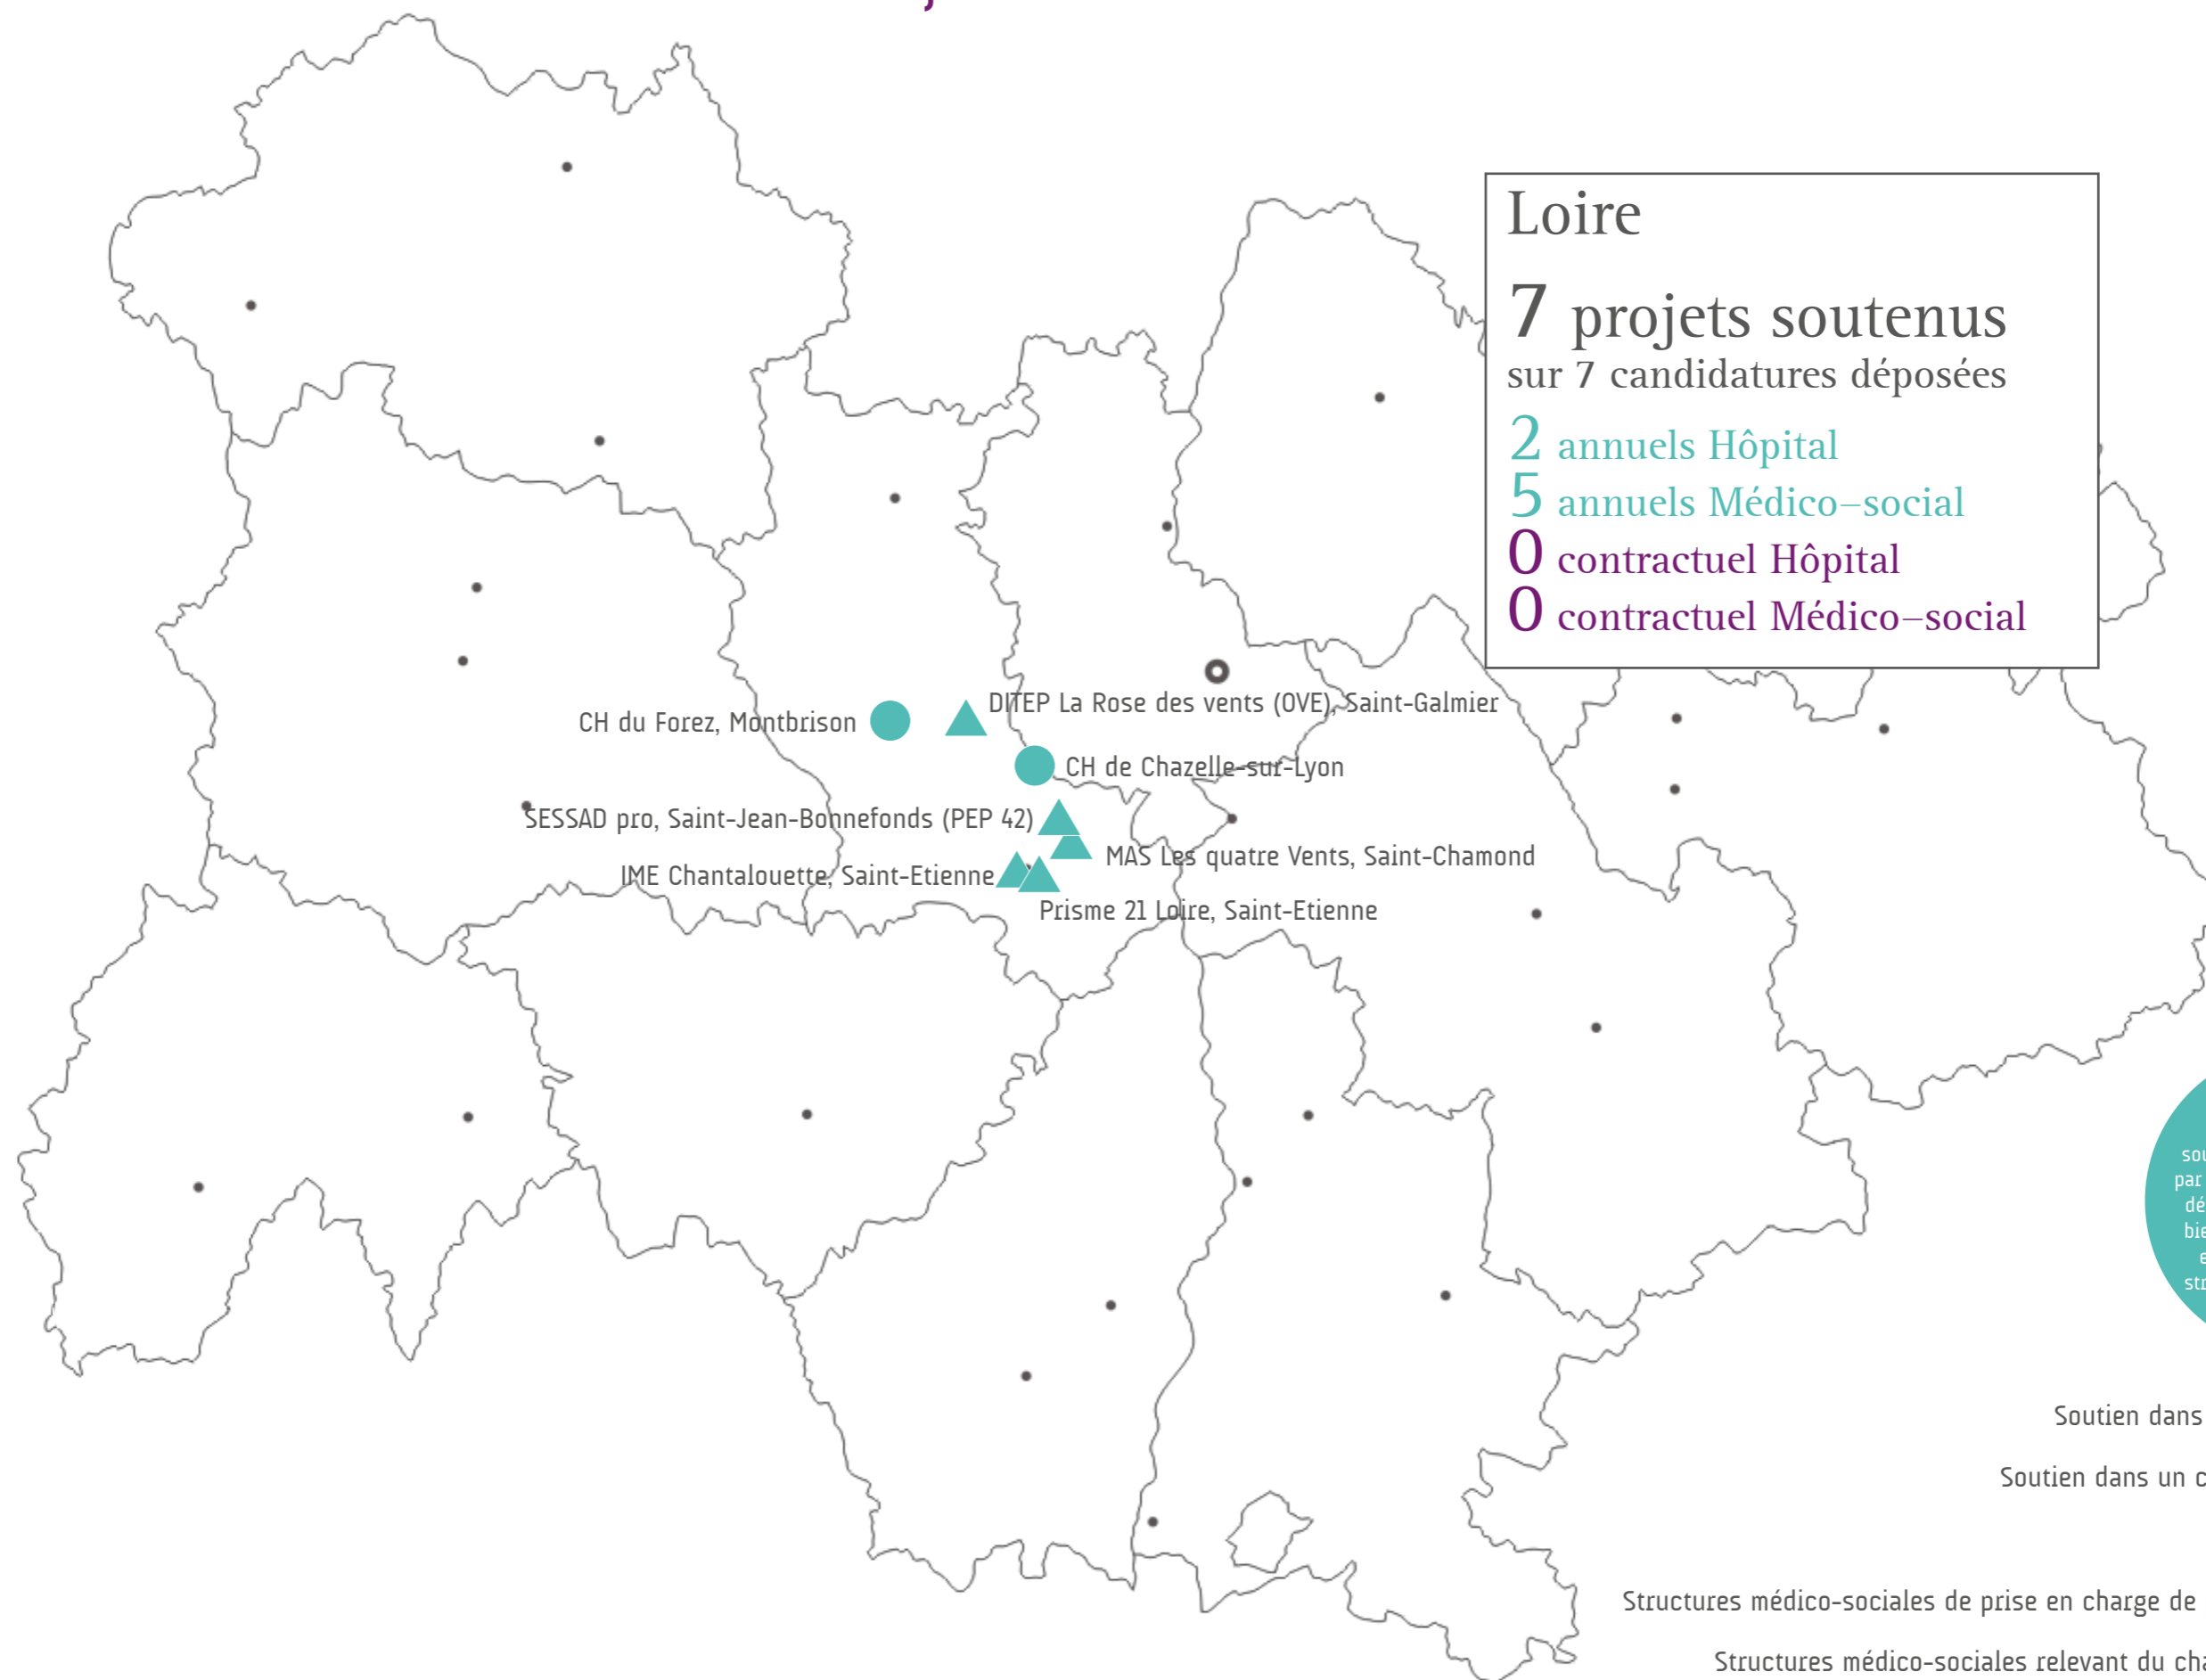 Loire
7 projets soutenus
sur 7 candidatures déposées
2 annuels Hôpital
5 annuels Médico-social
0 contractuel Hôpital
0 contractuel Médico-social
DITEP La Rose des vents (OVE), Saint-Galmier
CH du Forez, Montbrison
CH de Chazelle-sur-Lyon
SESSAD pro, Saint-Jean-Bonnefonds (PEP 42)
MAS Les quatre Vents, Saint-Chamond
IME Chantalouette, Saint-Etienne
Prisme 21 Loire, Saint-Etienne
par
Soutien dans
Soutien dans un
Structures médico-sociales de prise en charge de
Structures médico-sociales relevant du